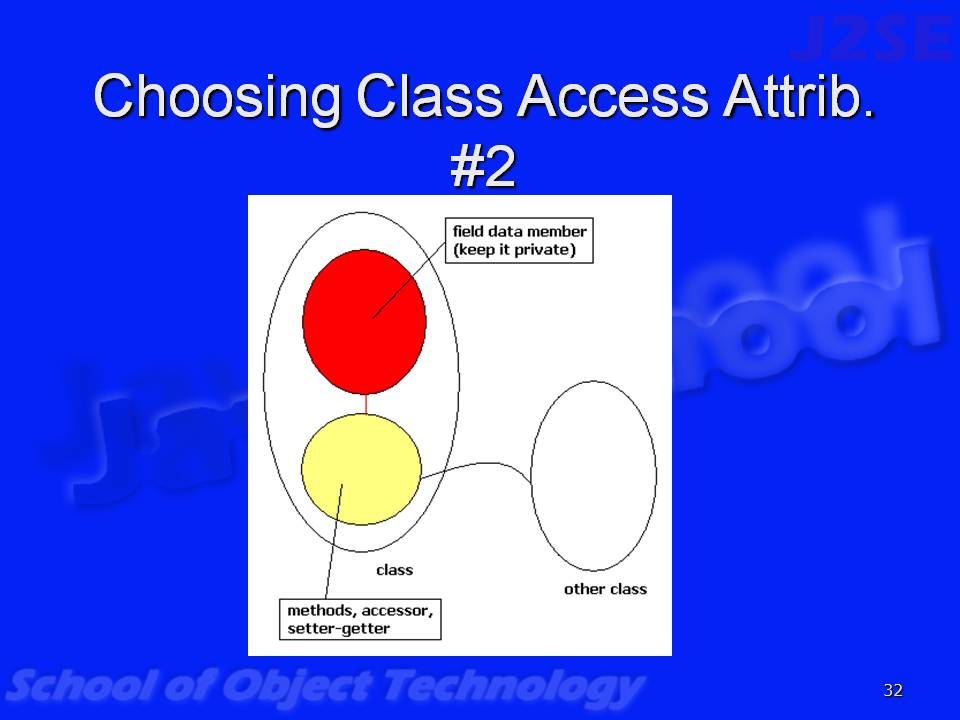 J2SE
Choosing Class Access Attrib.
#2
field data member
(keep it private)
class
other class
methods, accessor,
setter-getter
School of Object Technology
32